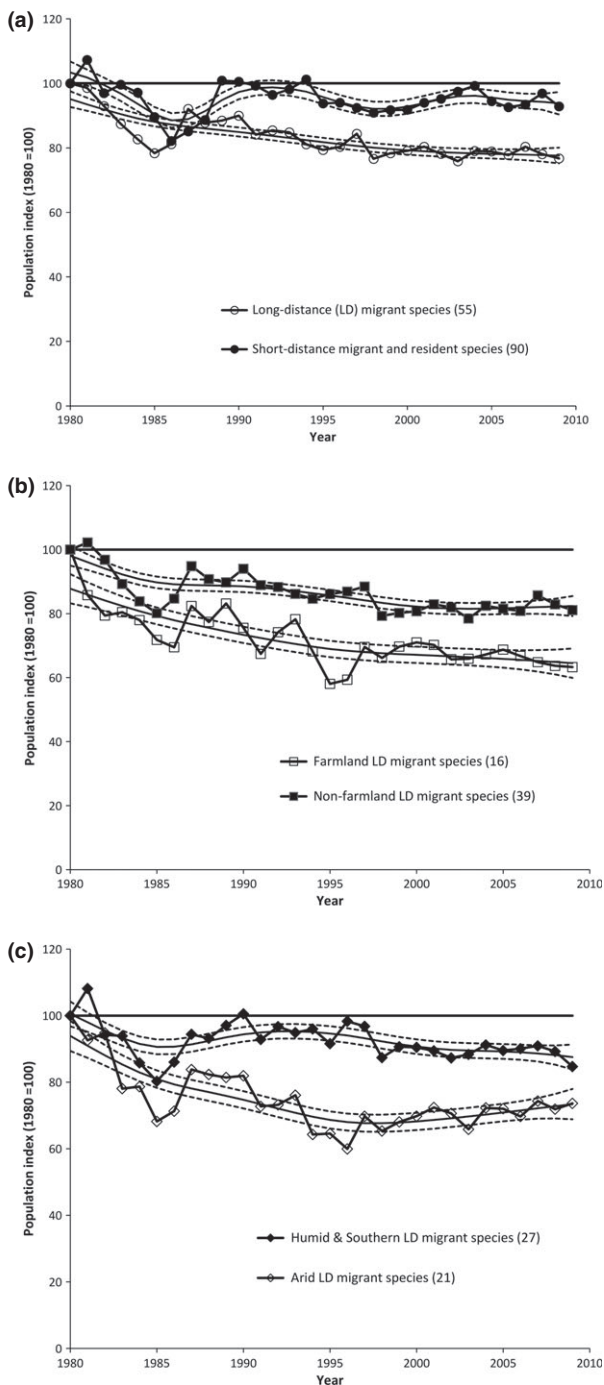 (a)
120
100
80
60
40
20
0
Population index (1980 =100)
Long-distance (LD) migrant species (55)
Short-distance migrant and resident species (90)
1980 1985 1990 1995 2000 2005 2010
Year
(b)
120
100
80
60
40
20
0
Population index (1980 =100)
Farmland LD migrant species (16)
Non-farmland LD migrant species (39)
1980 1985 1990 1995 2000 2005 2010
Year
(c)
120
100
80
60
40
20
0
Population index (1980 =100)
Humid & Southern LD migrant species (27)
Arid LD migrant species (21)
1980 1985 1990 1995 2000 2005 2010
Year